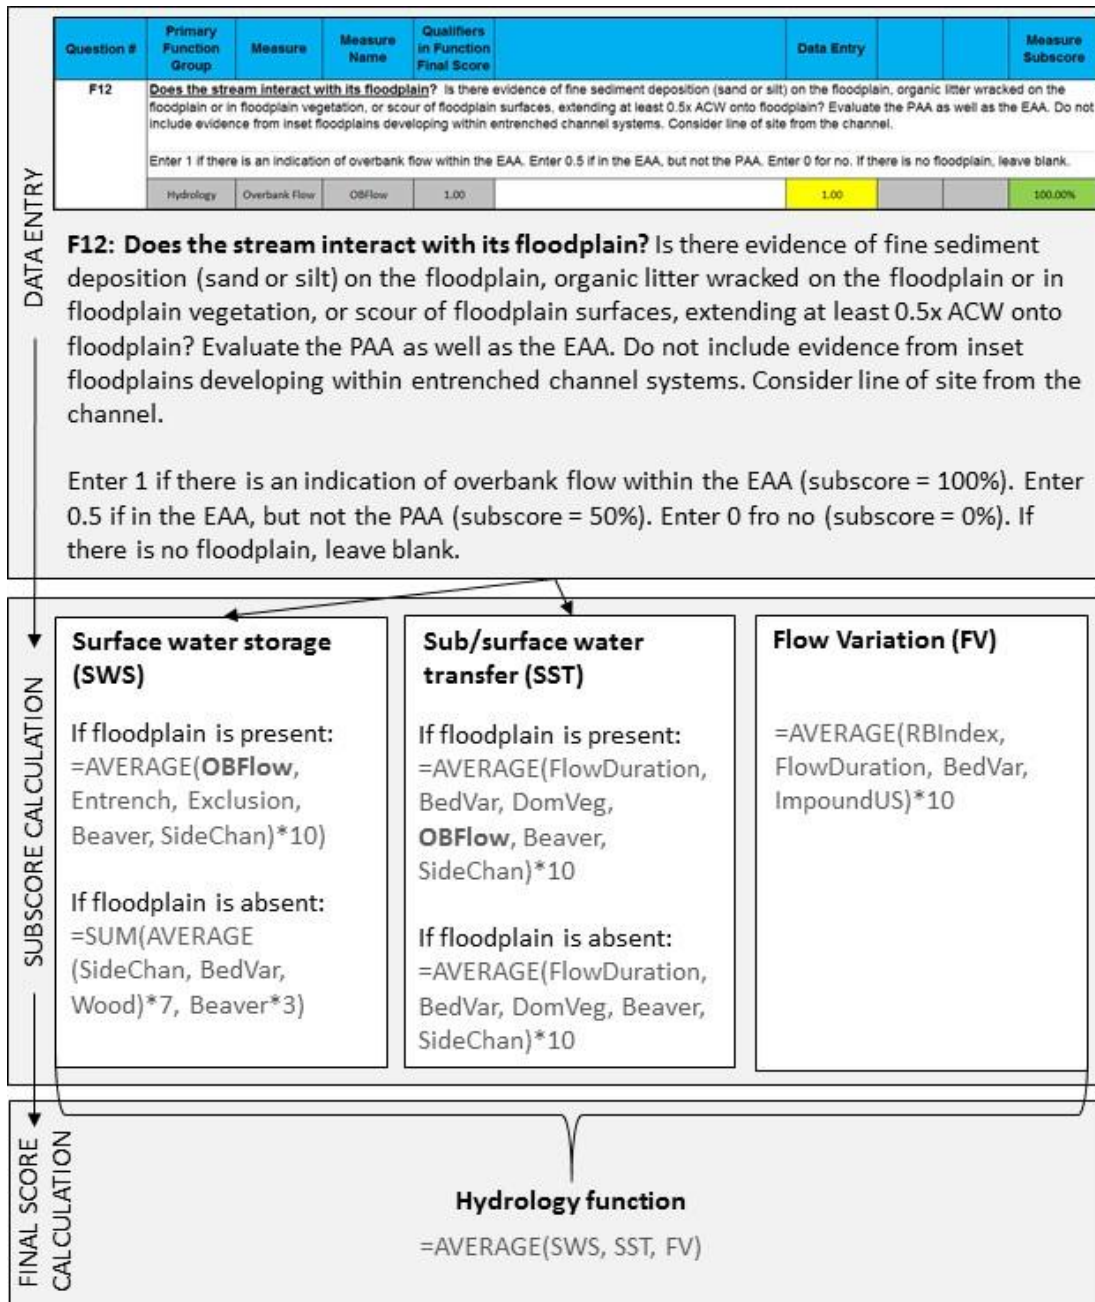 Question #
Primary Function Group
Measure
Measure Name
Qualifiers in Function Final Score
Data Entry
Measure Subscore
F12
Does the stream interact with its floodplain? Is there evidence of fine sediment deposition (sand or silt) on the floodplain, organic litter wracked on the
floodplain or in floodplain vegetation, or scour of floodplain surfaces, extending at least 0.5x ACW onto floodplain? Evaluate the PAA as well as the EAA. Do not
include evidence from inset floodplains developing within entrenched channel systems. Consider line of site from the channel.
Enter 1 if there is an indication of overbank flow within the EAA. Enter 0.5 if in the EAA, but not the PAA. Enter 0 for no. If there is no floodplain, leave blank.
Hydrology
Overbank Flow
OBFlow
1.00
1.00
100.00%
DATA ENTRY
F12: Does the stream interact with its floodplain? Is there evidence of fine sediment
deposition (sand or silt) on the floodplain, organic litter wracked on the floodplain or in
floodplain vegetation, or scour of floodplain surfaces, extending at least 0.5x ACW onto
floodplain? Evaluate the PAA as well as the EAA. Do not include evidence from inset
floodplains developing within entrenched channel systems. Consider line of site from the
channel.
Enter 1 if there is an indication of overbank flow within the EAA (subscore = 100%). Enter
0.5 if in the EAA, but not the PAA (subscore = 50%). Enter 0 fro no (subscore = 0%). If
there is no floodplain, leave blank.
SUBSCORE CALCULATION
Surface water storage
(SWS)
If floodplain is present:
=AVERAGE(OBFlow,
Entrench, Exclusion,
Beaver, SideChan)*10)
If floodplain is absent:
=SUM(AVERAGE
(SideChan, BedVar,
Wood)*7, Beaver*3)
Sub/surface water
transfer (SST)
If floodplain is present:
=AVERAGE(FlowDuration,
BedVar, DomVeg,
OBFlow, Beaver,
SideChan)*10
If floodplain is absent:
=AVERAGE(FlowDuration,
BedVar, DomVeg, Beaver,
SideChan)*10
Flow Variation (FV)
=AVERAGE(RBIndex,
FlowDuration, BedVar,
ImpoundUS)*10
FINAL SCORE
CALCULATION
Hydrology function
=AVERAGE(SWS, SST, FV)